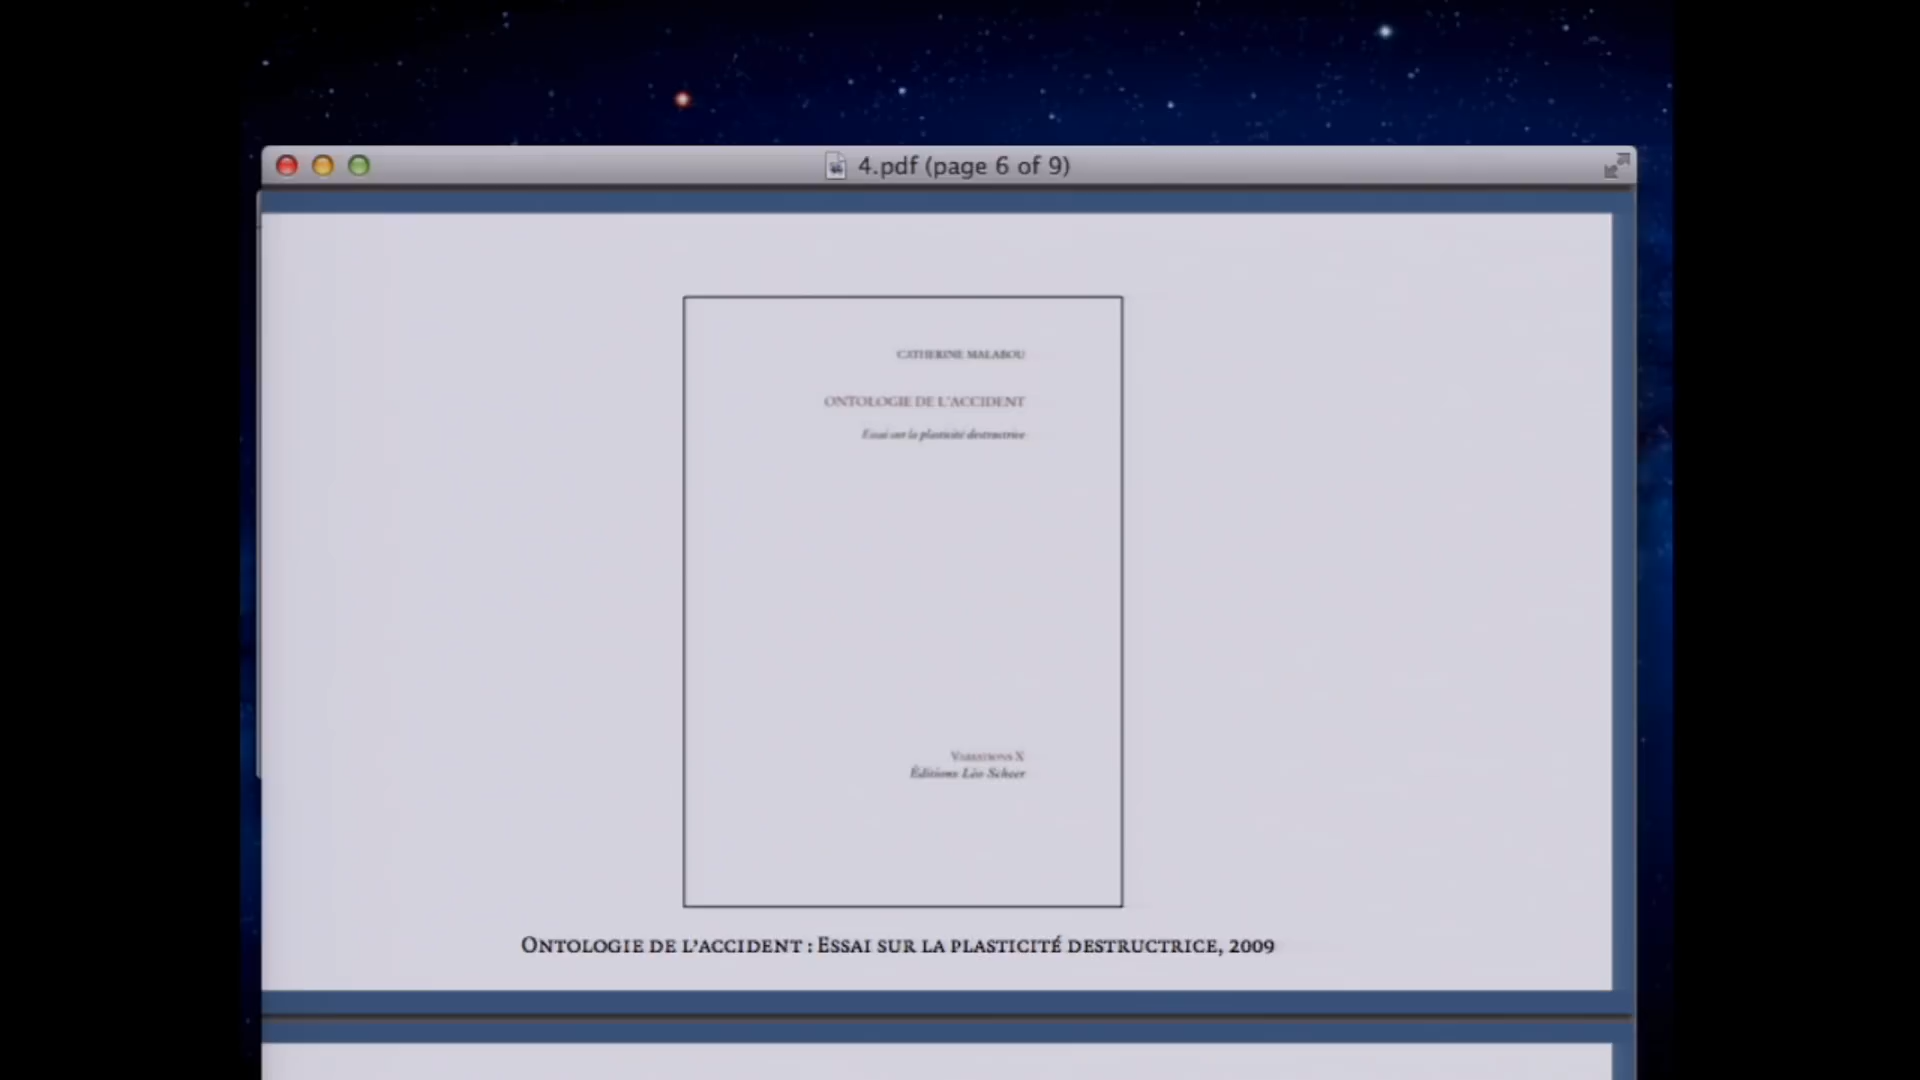 4.pdf (page 6 of 9)
CATHERINE MALABOU
ONTOLOGIE DE L'ACCIDENT
Essai sur la plasticité destructrice
VARIATIONS X
Éditions Léo Scheer
ONTOLOGIE DE L'ACCIDENT : ESSAI SUR LA PLASTICITÉ DESTRUCTRICE, 2009